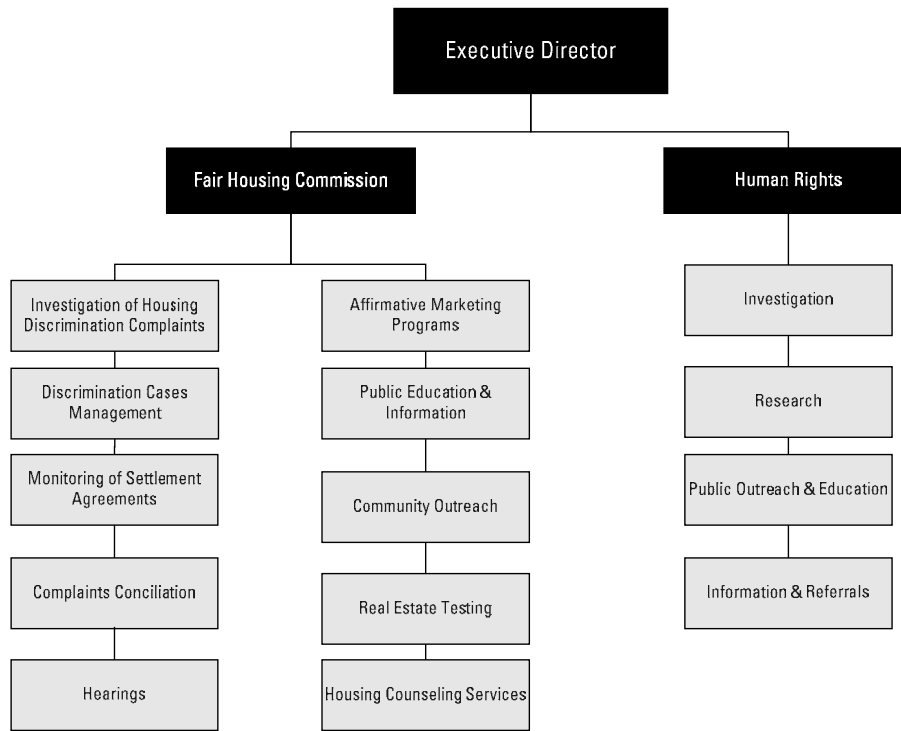 Executive Director
Fair Housing Commission
Human Rights
Investigation of Housing
Discrimination Complaints
Discrimination Cases
Management
Monitoring of Settlement
Agreements
Complaints Conciliation
Hearings
Affirmative Marketing
Programs
Public Education &
Information
Community Outreach
Real Estate Testing
Housing Counseling Services
Investigation
Research
Public Outreach & Education
Information & Referrals